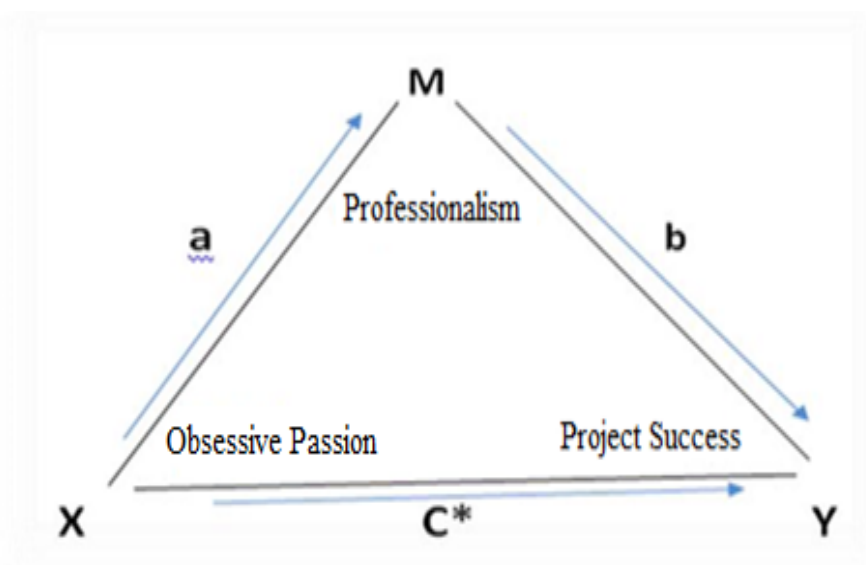 M
Professionalism
a
b
Obsessive Passion
Project Success
X
C*
Y